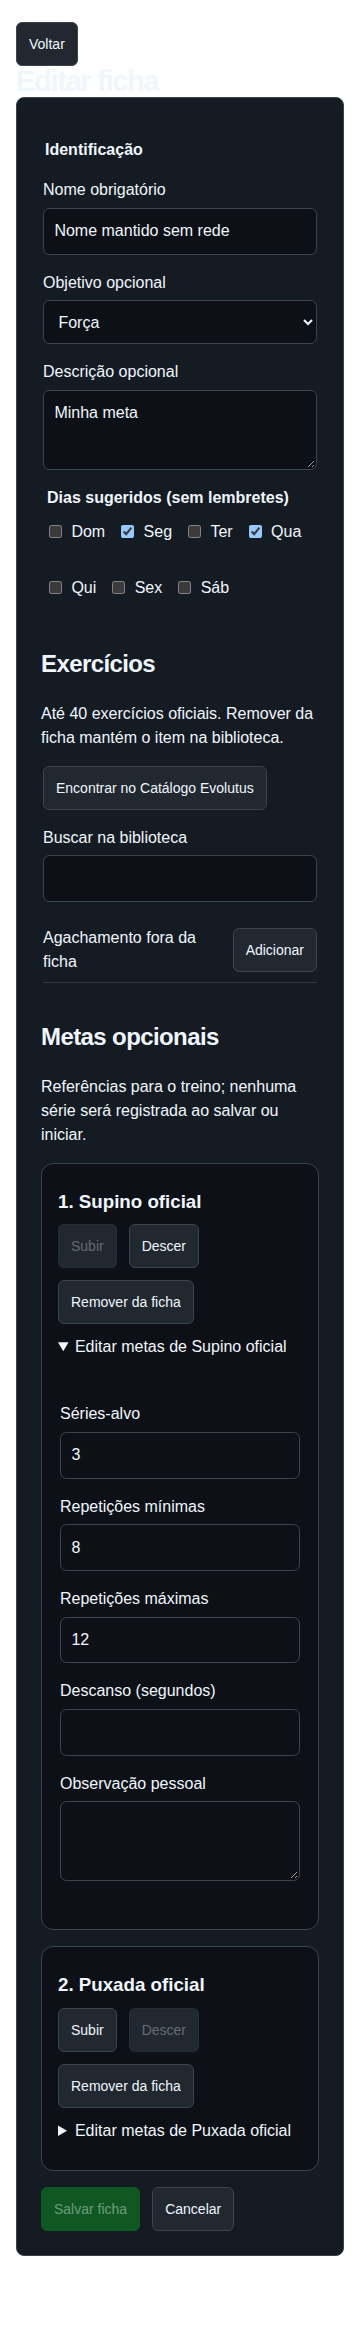 Voltar
Editar ficha
Identificação
Nome obrigatório
Nome mantido sem rede
Objetivo opcional
Força
Descrição opcional
Minha meta
Dias sugeridos (sem lembretes)
Dom Seg Ter Qua
Qui Sex Sáb
Exercícios
Até 40 exercícios oficiais. Remover da
ficha mantém o item na biblioteca.
Encontrar no Catálogo Evolutus
Buscar na biblioteca
Agachamento fora da
ficha
Adicionar
Metas opcionais
Referências para o treino; nenhuma
série será registrada ao salvar ou
iniciar.
1. Supino oficial
Subir Descer
Remover da ficha
Editar metas de Supino oficial
Séries-alvo
3
Repetições mínimas
8
Repetições máximas
12
Descanso (segundos)
Observação pessoal
2. Puxada oficial
Subir Descer
Remover da ficha
Editar metas de Puxada oficial
Salvar ficha Cancelar